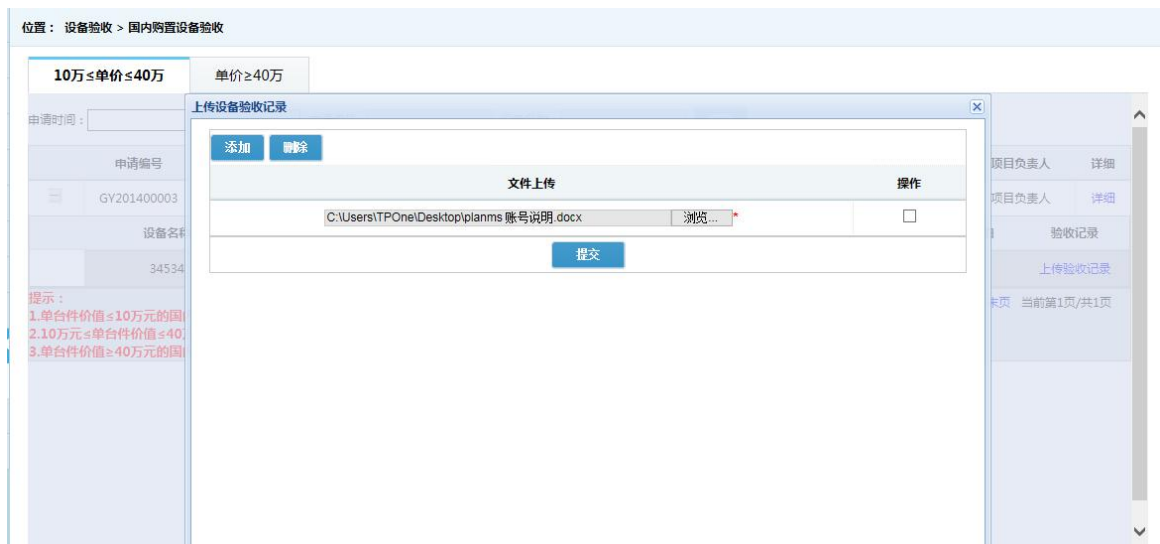 位置： 设备验收 > 国内购置设备验收
10万≤单价≤40万 单价≥40万
上传设备验收记录
申请时间：
添加 删除
申请编号 项目负责人 详细
文件上传 操作
GY201400003 项目负责人 详细
C:\Users\TPOne\Desktop\planms 账号说明.docx 浏览... *
设备名称 验收记录
提交
34534 上传验收记录
提示：
末页 当前第1页/共1页
1.单台件价值≤10万元的国
2.10万元≤单台件价值≤40
3.单台件价值≥40万元的国